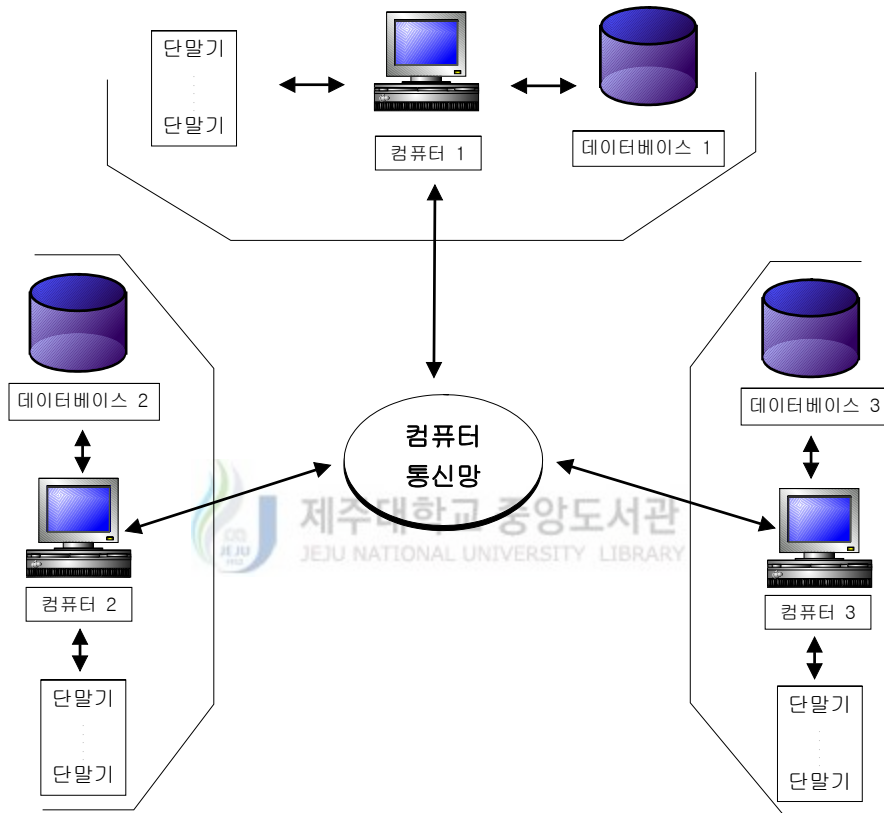 단말기
단말기
컴퓨터 1
데이터베이스 1
데이터베이스 2
컴퓨터 2
단말기
단말기
컴퓨터
통신망
데이터베이스 3
컴퓨터 3
단말기
단말기
제주대학교 중앙도서관
JEJU NATIONAL UNIVERSITY LIBRARY
JEJU
1952